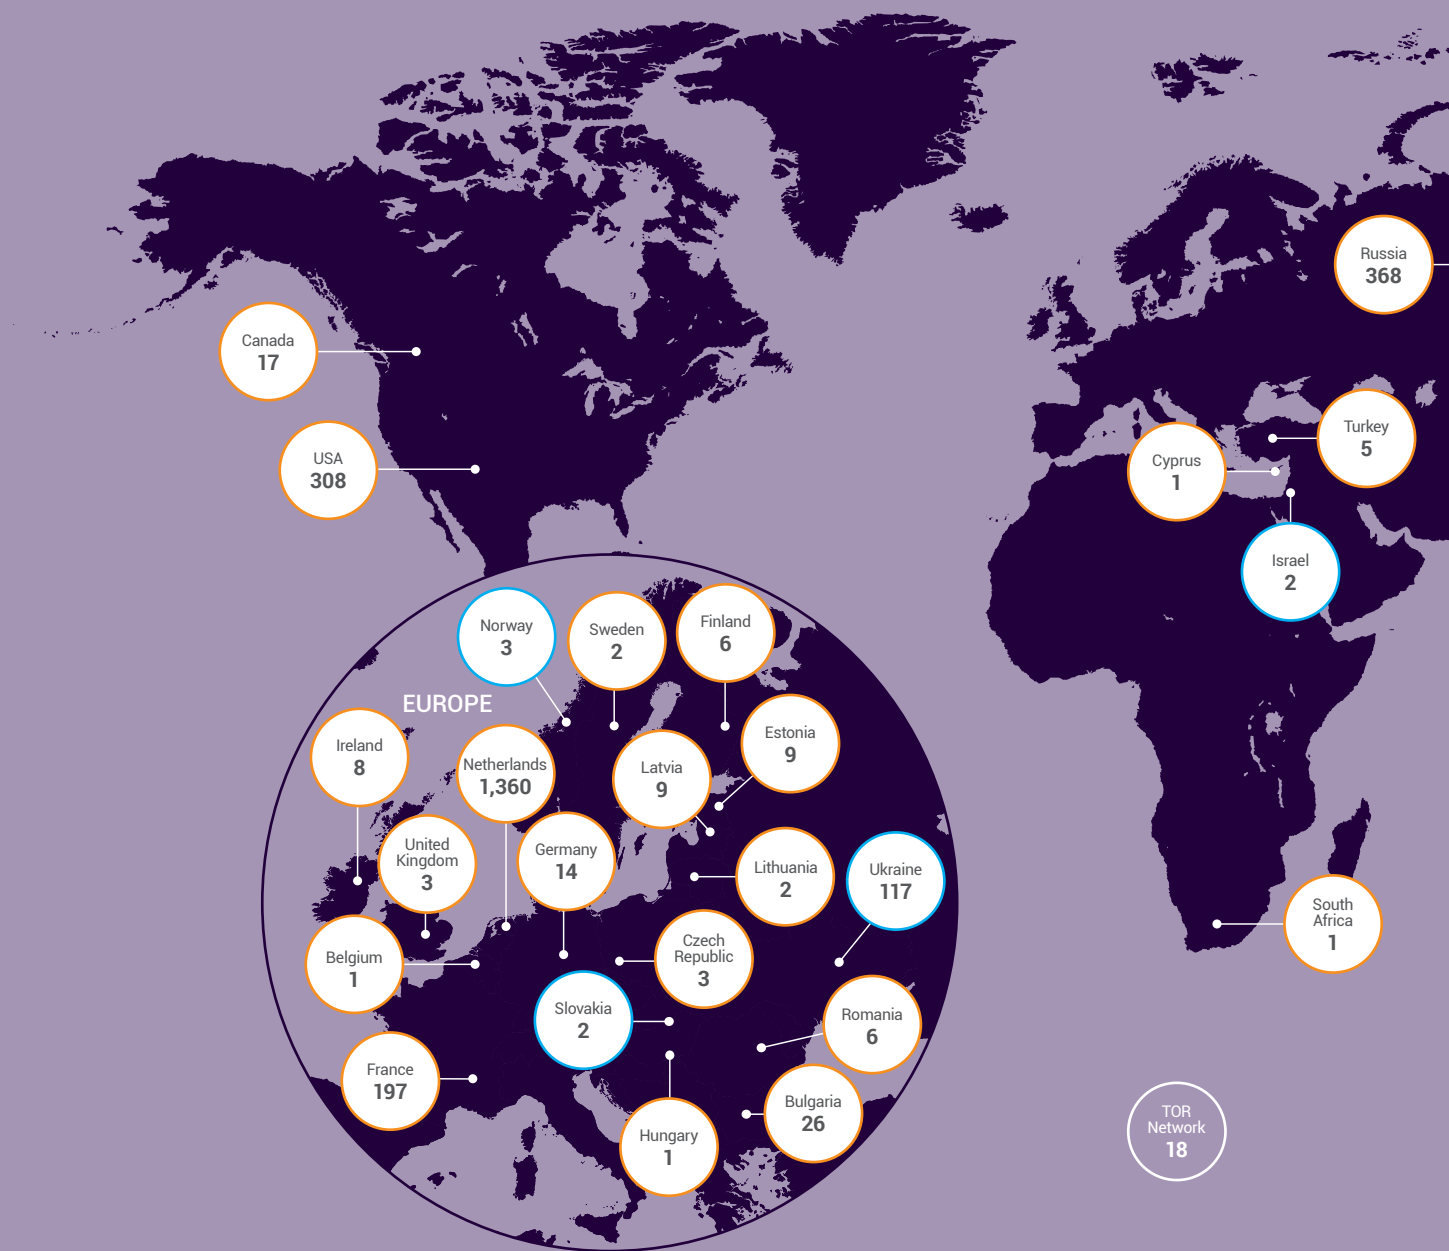 Russia
368
Canada
17
USA
308
Turkey
5
Cyprus
1
Israel
2
EUROPE
Norway
3
Sweden
2
Finland
6
Ireland
8
Netherlands
1,360
Latvia
9
Estonia
9
United
Kingdom
3
Germany
14
Lithuania
2
Ukraine
117
Belgium
1
Czech
Republic
3
Slovakia
2
Romania
6
France
197
Hungary
1
Bulgaria
26
South
Africa
1
TOR
Network
18